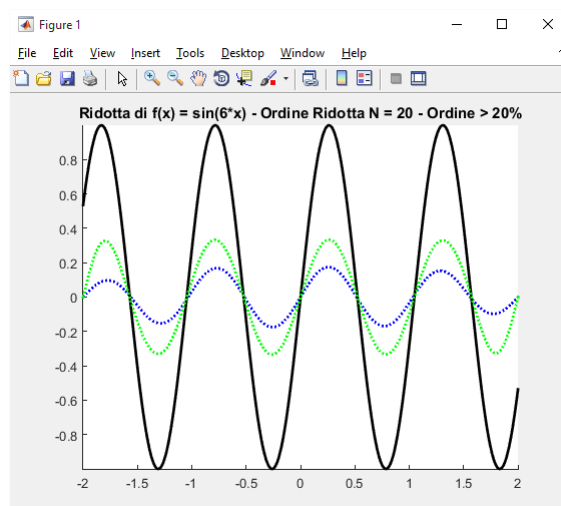 Figure 1
File Edit View Insert Tools Desktop Window Help
Ridotta di f(x) = sin(6*x) - Ordine Ridotta N = 20 - Ordine > 20%
0.8
0.6
0.4
0.2
0
-0.2
-0.4
-0.6
-0.8
-2 -1.5 -1 -0.5 0 0.5 1 1.5 2